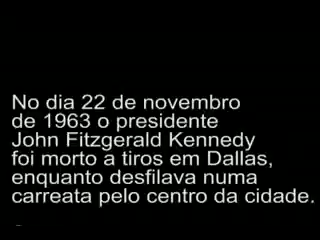 No dia 22 de novembro
de 1963 o presidente
John Fitzgerald Kennedy
foi morto a tiros em Dallas,
enquanto desfilava numa
carreata pelo centro da cidade.